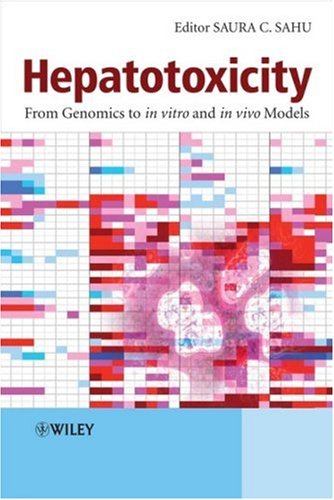 Editor SAURA C. SAHU
Hepatotoxicity
From Genomics to in vitro and in vivo Models
WILEY